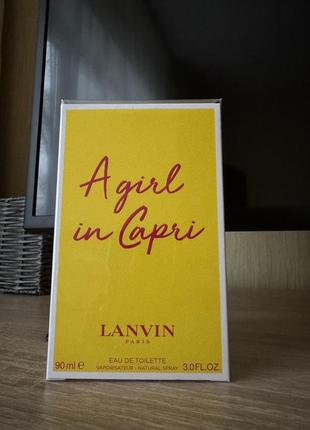 A girl
in Capri
LANVIN
PARIS
EAU DE TOILETTE
90 ml e VAPORISATEUR - NATURAL SPRAY 3.0 FL.OZ.